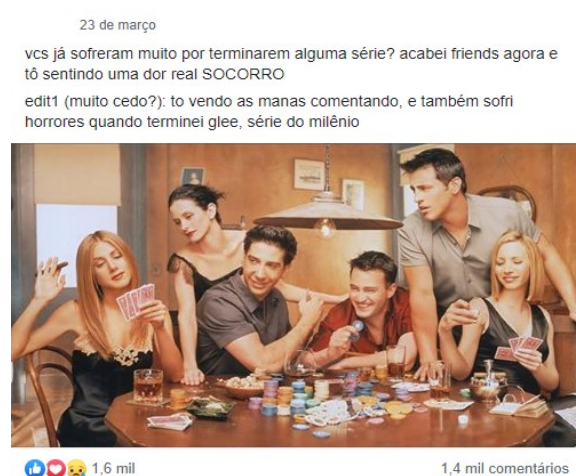 23 de março
vcs já sofreram muito por terminarem alguma série? acabei friends agora e
tô sentindo uma dor real SOCORRO
edit1 (muito cedo?): to vendo as manas comentando, e também sofri
horrores quando terminei glee, série do milênio
1,6 mil
1,4 mil comentários